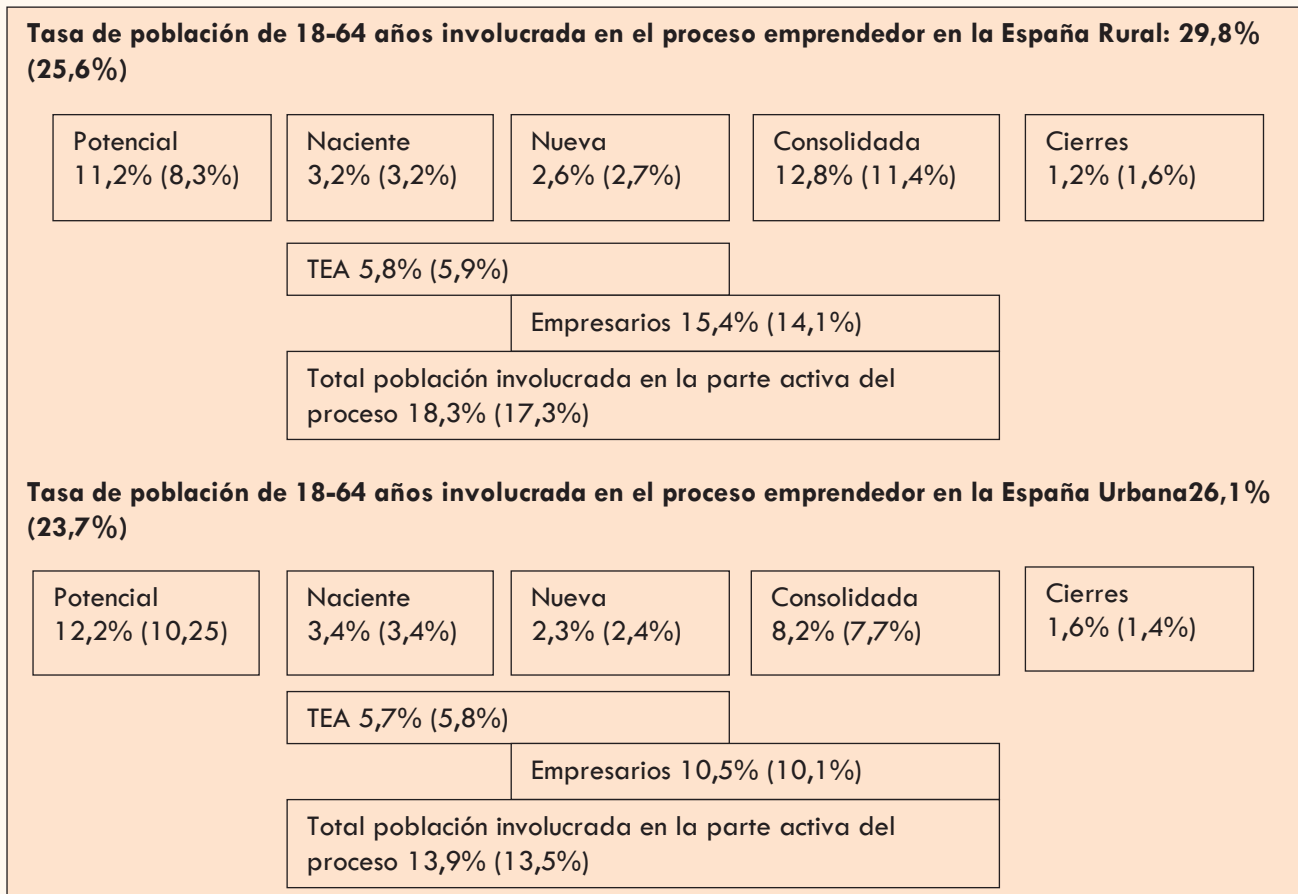 Tasa de población de 18-64 años involucrada en el proceso emprendedor en la España Rural: 29,8%
(25,6%)
Potencial
11,2% (8,3%)
Naciente
3,2% (3,2%)
Nueva
2,6% (2,7%)
Consolidada
12,8% (11,4%)
Cierres
1,2% (1,6%)
TEA 5,8% (5,9%)
Empresarios 15,4% (14,1%)
Total población involucrada en la parte activa del
proceso 18,3% (17,3%)
Tasa de población de 18-64 años involucrada en el proceso emprendedor en la España Urbana26,1%
(23,7%)
Potencial
12,2% (10,25)
Naciente
3,4% (3,4%)
Nueva
2,3% (2,4%)
Consolidada
8,2% (7,7%)
Cierres
1,6% (1,4%)
TEA 5,7% (5,8%)
Empresarios 10,5% (10,1%)
Total población involucrada en la parte activa del
proceso 13,9% (13,5%)